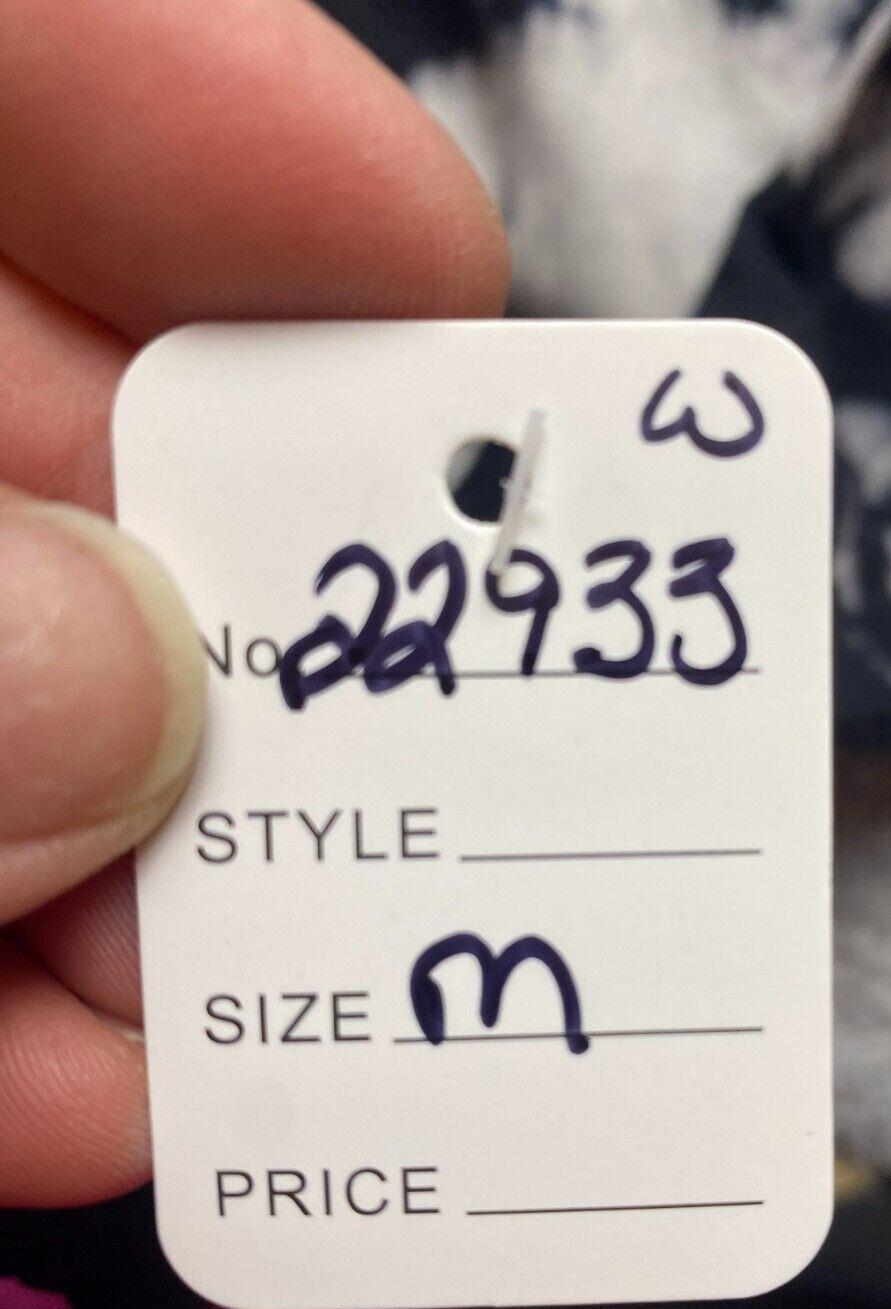 W
No. 22933
STYLE
SIZE M
PRICE